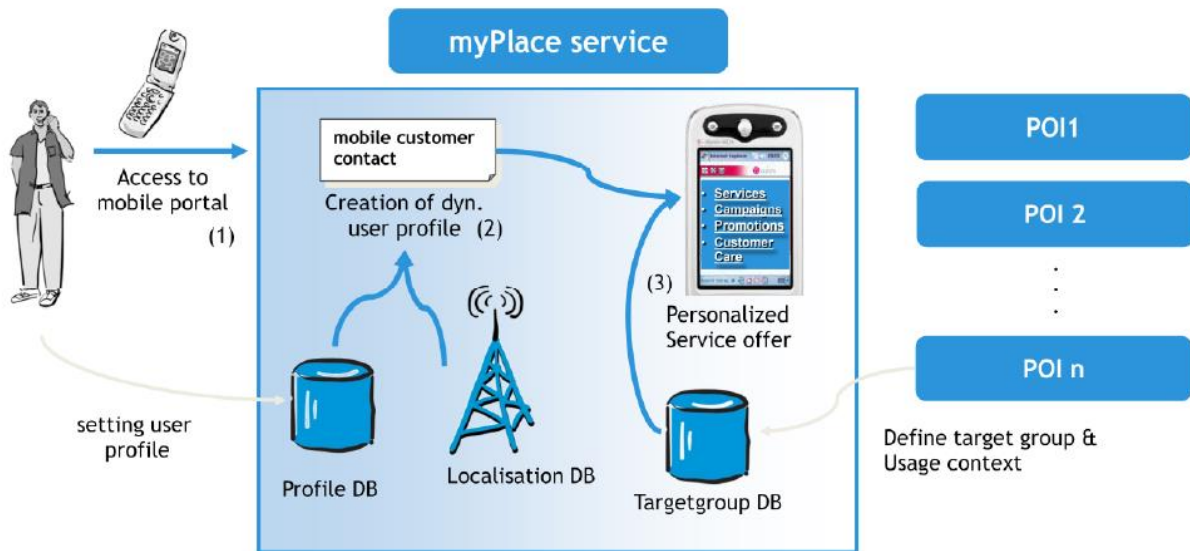 myPlace service
Access to
mobile portal
(1)
mobile customer
contact
Creation of dyn.
user profile (2)
• Services
• Campaigns
• Promotions
• Customer
Care
(3)
Personalized
Service offer
POI1
POI 2
.
.
.
POI n
setting user
profile
Profile DB
Localisation DB
Targetgroup DB
Define target group &
Usage context